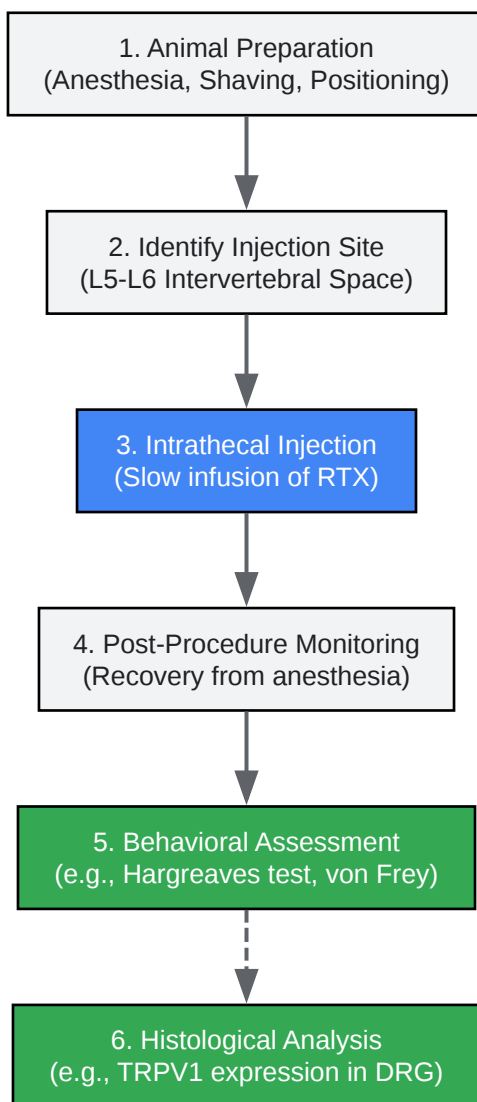 1. Animal Preparation
(Anesthesia, Shaving, Positioning)
2. Identify Injection Site
(L5-L6 Intervertebral Space)
3. Intrathecal Injection
(Slow infusion of RTX)
4. Post-Procedure Monitoring
(Recovery from anesthesia)
5. Behavioral Assessment
(e.g., Hargreaves test, von Frey)
6. Histological Analysis
(e.g., TRPV1 expression in DRG)